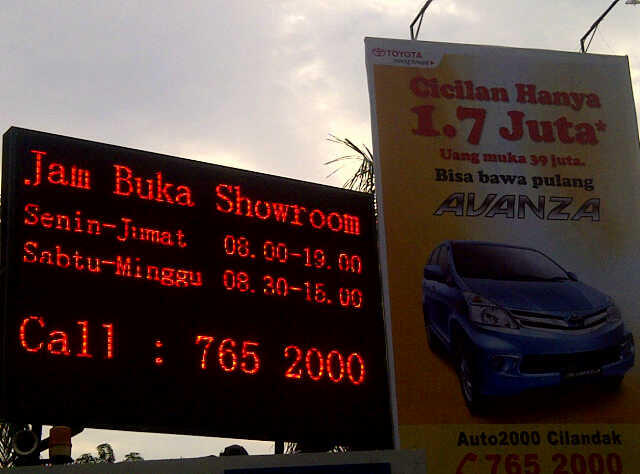 Jam Buka Showroom
Senin-Jumat 08.00-19.00
Sabtu-Minggu 08.30-15.00
Call : 765 2000
TOYOTA
Cicilan Hanya
1.7 Juta*
Uang muka 39 juta.
Bisa bawa pulang
AVANZA
Auto2000 Cilandak
765 2000